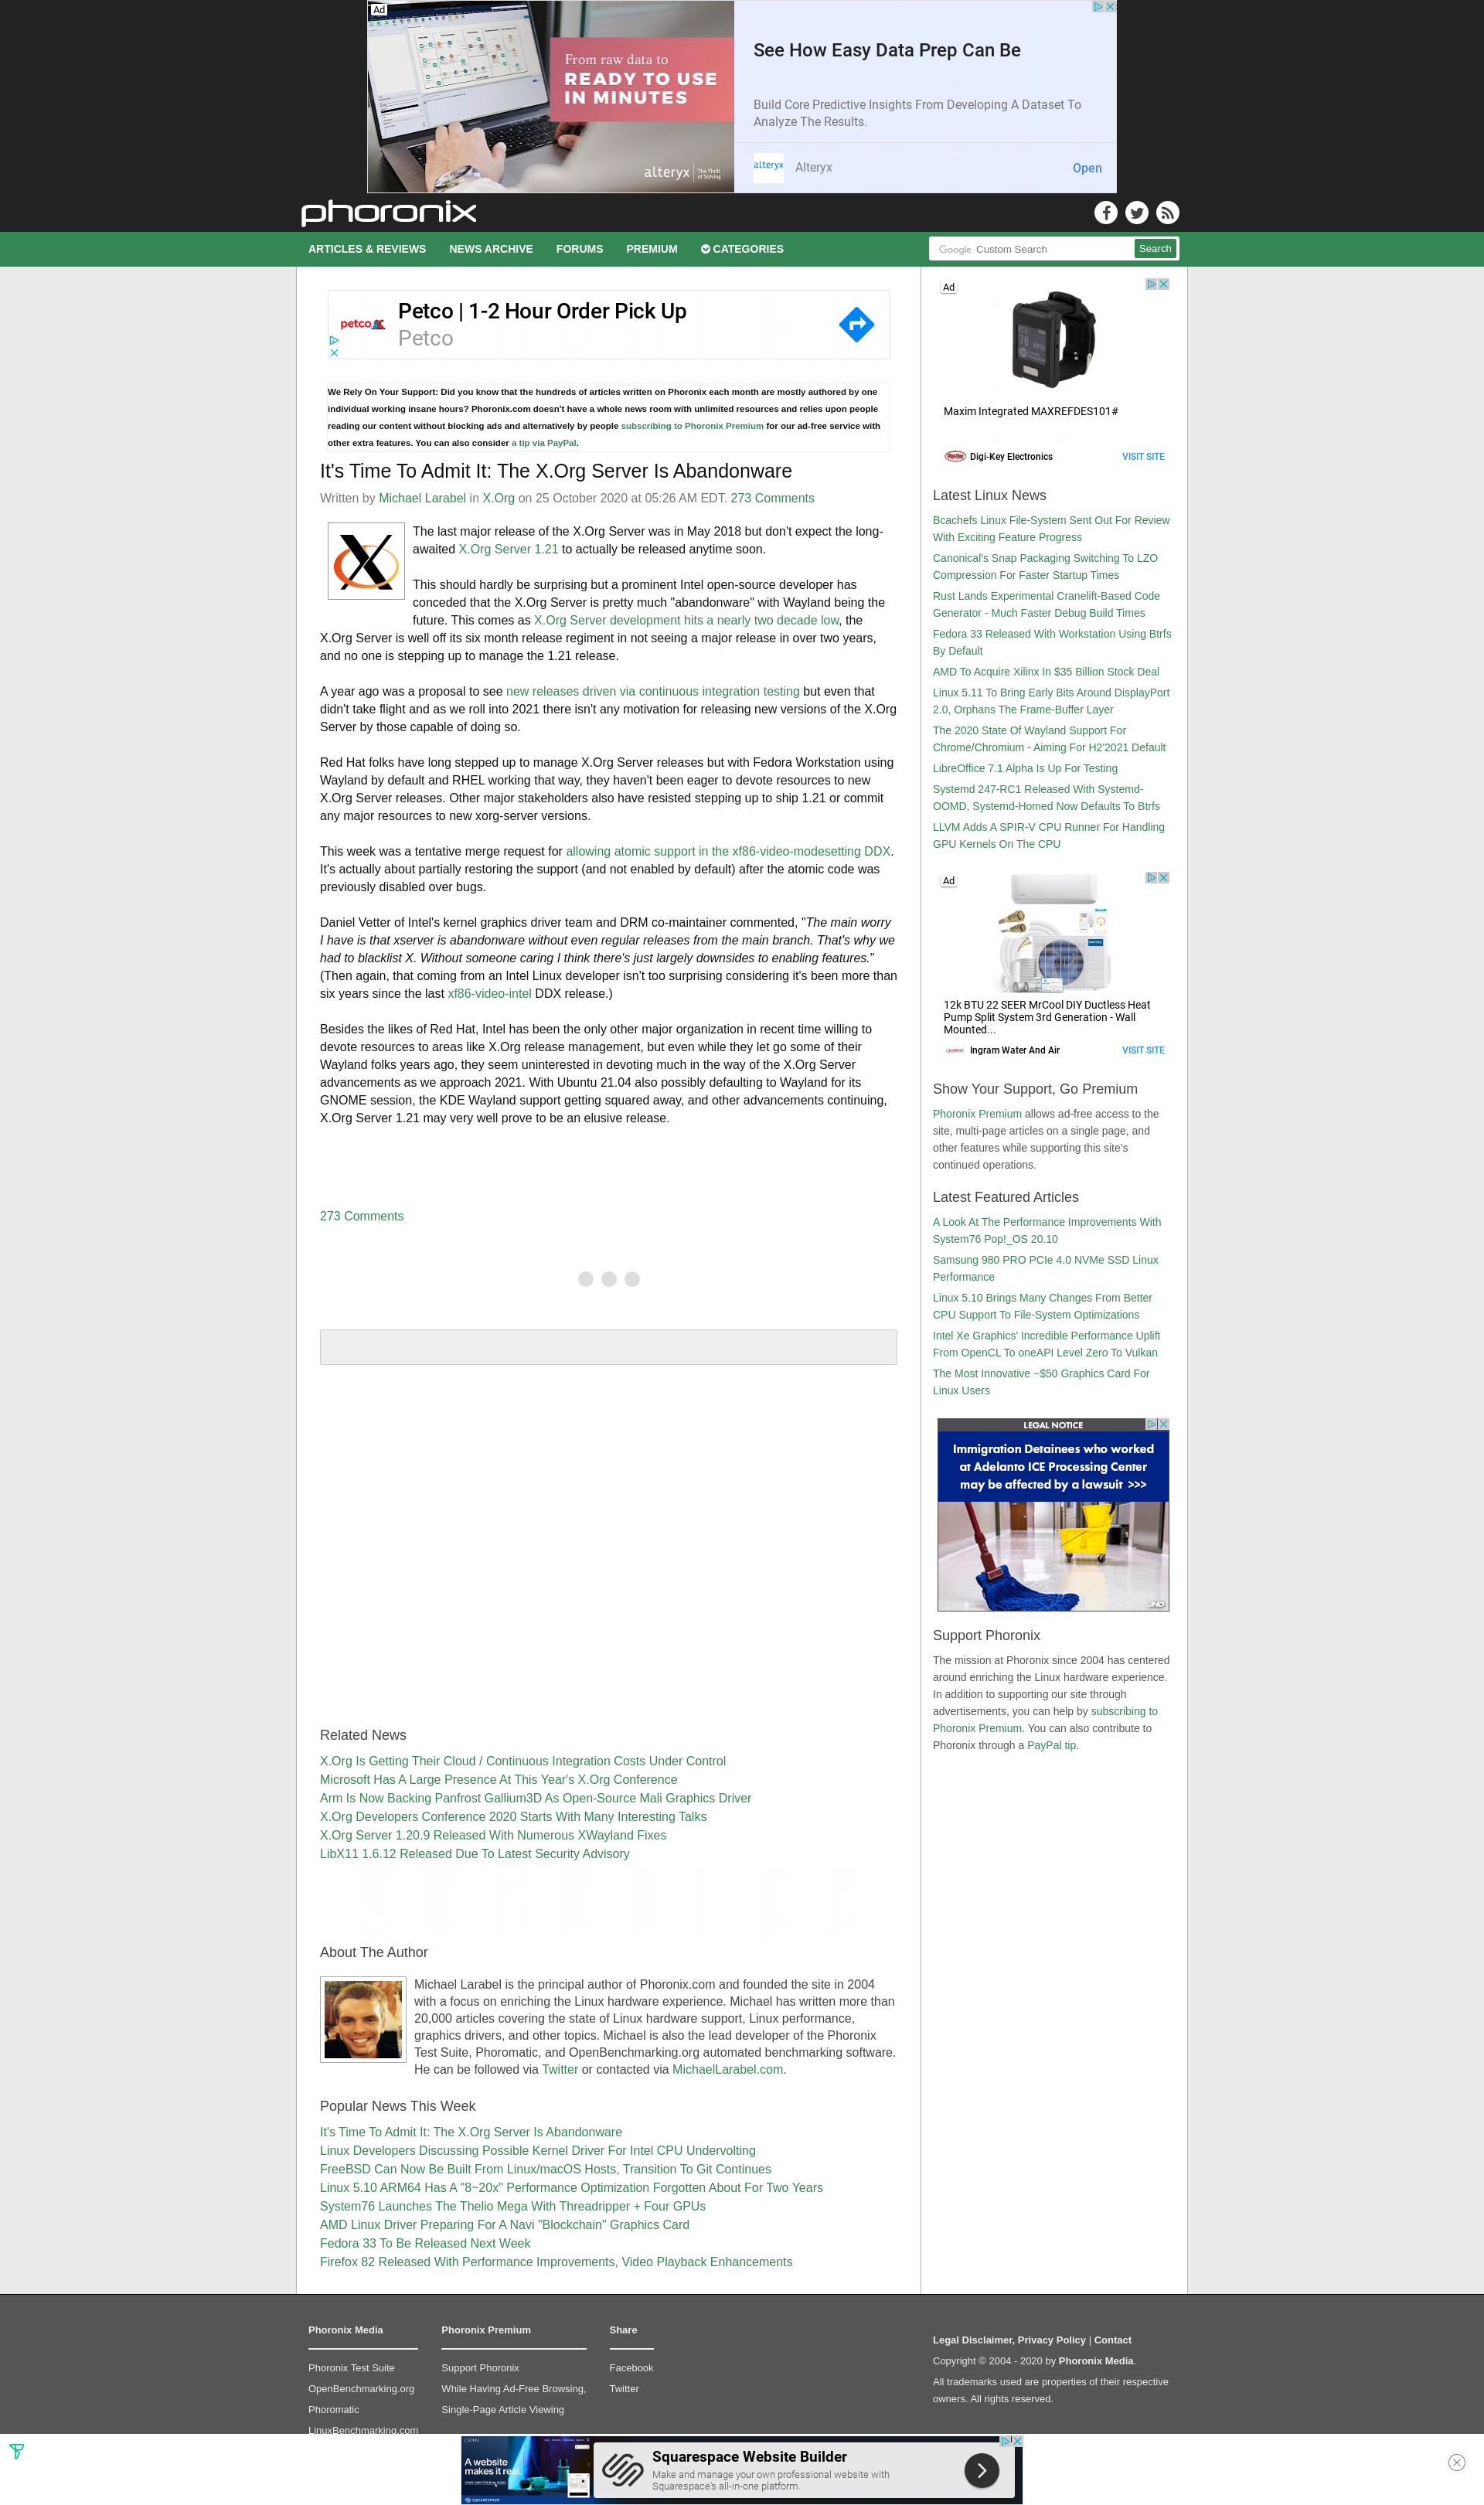 Ad
From raw data to
READY TO USE
IN MINUTES
alteryx | The Thrill of Solving
See How Easy Data Prep Can Be
Build Core Predictive Insights From Developing A Dataset To
Analyze The Results.
alteryx
Alteryx
Open
phoronix
ARTICLES & REVIEWS
NEWS ARCHIVE
FORUMS
PREMIUM
CATEGORIES
Google Custom Search
Search
petco
Petco | 1-2 Hour Order Pick Up
Petco
We Rely On Your Support: Did you know that the hundreds of articles written on Phoronix each month are mostly authored by one
individual working insane hours? Phoronix.com doesn't have a whole news room with unlimited resources and relies upon people
reading our content without blocking ads and alternatively by people subscribing to Phoronix Premium for our ad-free service with
other extra features. You can also consider a tip via PayPal.
It's Time To Admit It: The X.Org Server Is Abandonware
Written by Michael Larabel in X.Org on 25 October 2020 at 05:26 AM EDT. 273 Comments
The last major release of the X.Org Server was in May 2018 but don't expect the long-
awaited X.Org Server 1.21 to actually be released anytime soon.
This should hardly be surprising but a prominent Intel open-source developer has
conceded that the X.Org Server is pretty much "abandonware" with Wayland being the
future. This comes as X.Org Server development hits a nearly two decade low, the
X.Org Server is well off its six month release regiment in not seeing a major release in over two years,
and no one is stepping up to manage the 1.21 release.
A year ago was a proposal to see new releases driven via continuous integration testing but even that
didn't take flight and as we roll into 2021 there isn't any motivation for releasing new versions of the X.Org
Server by those capable of doing so.
Red Hat folks have long stepped up to manage X.Org Server releases but with Fedora Workstation using
Wayland by default and RHEL working that way, they haven't been eager to devote resources to new
X.Org Server releases. Other major stakeholders also have resisted stepping up to ship 1.21 or commit
any major resources to new xorg-server versions.
This week was a tentative merge request for allowing atomic support in the xf86-video-modesetting DDX.
It's actually about partially restoring the support (and not enabled by default) after the atomic code was
previously disabled over bugs.
Daniel Vetter of Intel's kernel graphics driver team and DRM co-maintainer commented, "The main worry
I have is that xserver is abandonware without even regular releases from the main branch. That's why we
had to blacklist X. Without someone caring I think there's just largely downsides to enabling features."
(Then again, that coming from an Intel Linux developer isn't too surprising considering it's been more than
six years since the last xf86-video-intel DDX release.)
Besides the likes of Red Hat, Intel has been the only other major organization in recent time willing to
devote resources to areas like X.Org release management, but even while they let go some of their
Wayland folks years ago, they seem uninterested in devoting much in the way of the X.Org Server
advancements as we approach 2021. With Ubuntu 21.04 also possibly defaulting to Wayland for its
GNOME session, the KDE Wayland support getting squared away, and other advancements continuing,
X.Org Server 1.21 may very well prove to be an elusive release.
273 Comments
Related News
X.Org Is Getting Their Cloud / Continuous Integration Costs Under Control
Microsoft Has A Large Presence At This Year's X.Org Conference
Arm Is Now Backing Panfrost Gallium3D As Open-Source Mali Graphics Driver
X.Org Developers Conference 2020 Starts With Many Interesting Talks
X.Org Server 1.20.9 Released With Numerous XWayland Fixes
LibX11 1.6.12 Released Due To Latest Security Advisory
About The Author
Michael Larabel is the principal author of Phoronix.com and founded the site in 2004
with a focus on enriching the Linux hardware experience. Michael has written more than
20,000 articles covering the state of Linux hardware support, Linux performance,
graphics drivers, and other topics. Michael is also the lead developer of the Phoronix
Test Suite, Phoromatic, and OpenBenchmarking.org automated benchmarking software.
He can be followed via Twitter or contacted via MichaelLarabel.com.
Popular News This Week
It's Time To Admit It: The X.Org Server Is Abandonware
Linux Developers Discussing Possible Kernel Driver For Intel CPU Undervolting
FreeBSD Can Now Be Built From Linux/macOS Hosts, Transition To Git Continues
Linux 5.10 ARM64 Has A "8~20x" Performance Optimization Forgotten About For Two Years
System76 Launches The Thelio Mega With Threadripper + Four GPUs
AMD Linux Driver Preparing For A Navi "Blockchain" Graphics Card
Fedora 33 To Be Released Next Week
Firefox 82 Released With Performance Improvements, Video Playback Enhancements
Ad
Maxim Integrated MAXREFDES101#
Digi-Key Electronics
VISIT SITE
Latest Linux News
Bcachefs Linux File-System Sent Out For Review
With Exciting Feature Progress
Canonical's Snap Packaging Switching To LZO
Compression For Faster Startup Times
Rust Lands Experimental Cranelift-Based Code
Generator - Much Faster Debug Build Times
Fedora 33 Released With Workstation Using Btrfs
By Default
AMD To Acquire Xilinx In $35 Billion Stock Deal
Linux 5.11 To Bring Early Bits Around DisplayPort
2.0, Orphans The Frame-Buffer Layer
The 2020 State Of Wayland Support For
Chrome/Chromium - Aiming For H2'2021 Default
LibreOffice 7.1 Alpha Is Up For Testing
Systemd 247-RC1 Released With Systemd-
OOMD, Systemd-Homed Now Defaults To Btrfs
LLVM Adds A SPIR-V CPU Runner For Handling
GPU Kernels On The CPU
Ad
12k BTU 22 SEER MrCool DIY Ductless Heat
Pump Split System 3rd Generation - Wall
Mounted...
Ingram Water And Air
VISIT SITE
Show Your Support, Go Premium
Phoronix Premium allows ad-free access to the
site, multi-page articles on a single page, and
other features while supporting this site's
continued operations.
Latest Featured Articles
A Look At The Performance Improvements With
System76 Pop!_OS 20.10
Samsung 980 PRO PCIe 4.0 NVMe SSD Linux
Performance
Linux 5.10 Brings Many Changes From Better
CPU Support To File-System Optimizations
Intel Xe Graphics' Incredible Performance Uplift
From OpenCL To oneAPI Level Zero To Vulkan
The Most Innovative ~$50 Graphics Card For
Linux Users
LEGAL NOTICE
Immigration Detainees who worked
at Adelanto ICE Processing Center
may be affected by a lawsuit >>>
Support Phoronix
The mission at Phoronix since 2004 has centered
around enriching the Linux hardware experience.
In addition to supporting our site through
advertisements, you can help by subscribing to
Phoronix Premium. You can also contribute to
Phoronix through a PayPal tip.
Phoronix Media
Phoronix Test Suite
OpenBenchmarking.org
Phoromatic
LinuxBenchmarking.com
Phoronix Premium
Support Phoronix
While Having Ad-Free Browsing,
Single-Page Article Viewing
Share
Facebook
Twitter
Legal Disclaimer, Privacy Policy | Contact
Copyright © 2004 - 2020 by Phoronix Media.
All trademarks used are properties of their respective
owners. All rights reserved.
A website
makes it real.
SQUARESPACE
Squarespace Website Builder
Make and manage your own professional website with
Squarespace's all-in-one platform.